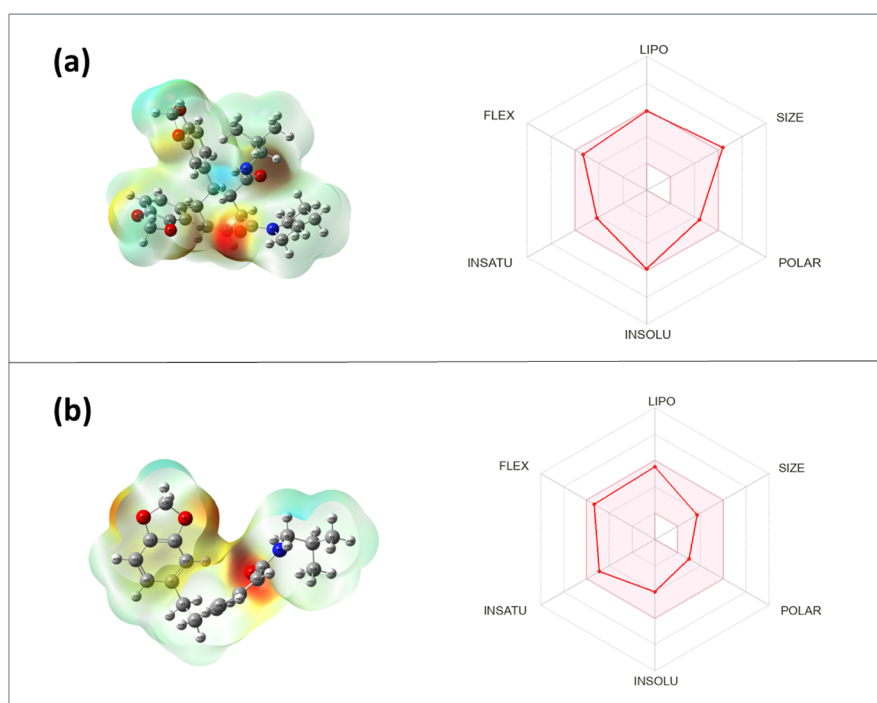 (a)
LIPO
FLEX
SIZE
INSATU
POLAR
INSOLU
(b)
LIPO
FLEX
SIZE
INSATU
POLAR
INSOLU